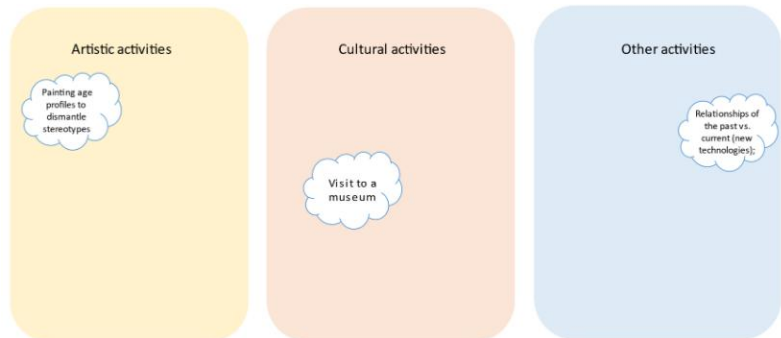 Artistic activities
Painting age
profiles to
dismantle
stereotypes
Cultural activities
Visit to a
museum
Other activities
Relationships of
the past vs.
current (new
technologies);